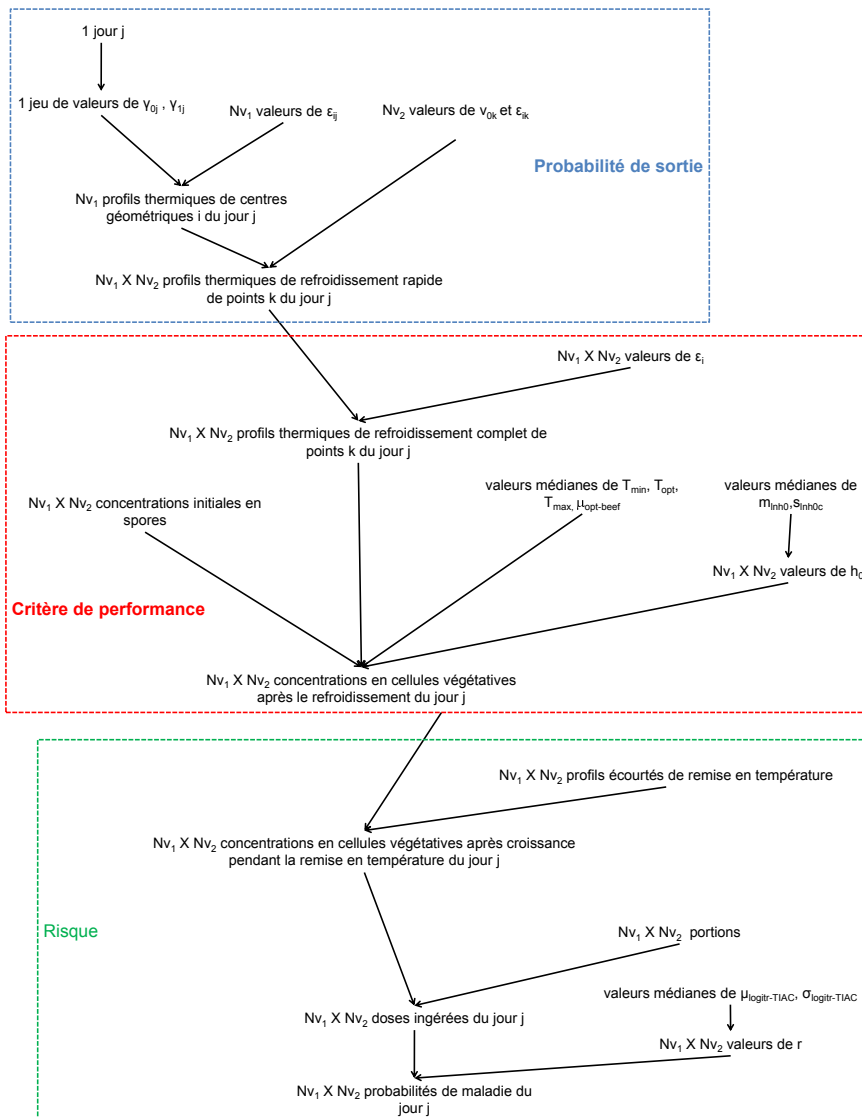 1 jour j
1 jeu de valeurs de γ0j , γ1j
Nv1 valeurs de εij
Nv2 valeurs de ν0k et εik
Probabilité de sortie
Nv1 profils thermiques de centres
géométriques i du jour j
Nv1 X Nv2 profils thermiques de refroidissement rapide
de points k du jour j
Nv1 X Nv2 valeurs de εi
Nv1 X Nv2 profils thermiques de refroidissement complet de
points k du jour j
Nv1 X Nv2 concentrations initiales en
spores
valeurs médianes de Tmin, Topt,
Tmax, μopt-beef
valeurs médianes de
mlnh0,slnh0c
Nv1 X Nv2 valeurs de h0
Critère de performance
Nv1 X Nv2 concentrations en cellules végétatives
après le refroidissement du jour j
Nv1 X Nv2 profils écourtés de remise en température
Nv1 X Nv2 concentrations en cellules végétatives après croissance
pendant la remise en température du jour j
Risque
Nv1 X Nv2 portions
valeurs médianes de μlogitr-TIAC, σlogitr-TIAC
Nv1 X Nv2 doses ingérées du jour j
Nv1 X Nv2 valeurs de r
Nv1 X Nv2 probabilités de maladie du
jour j